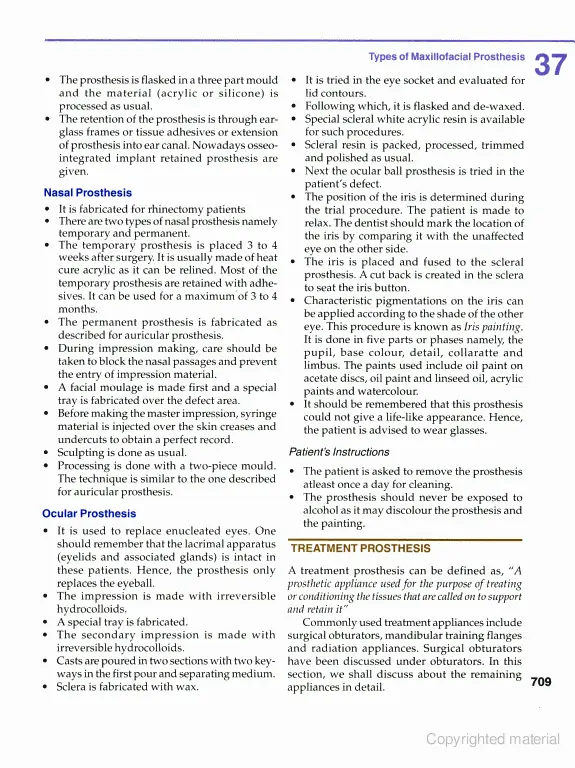 Types of Maxillofacial Prosthesis
37
• The prosthesis is flasked in a three part mould
and the material (acrylic or silicone) is
processed as usual.
• The retention of the prosthesis is through ear-
glass frames or tissue adhesives or extension
of prosthesis into ear canal. Nowadays osseo-
integrated implant retained prosthesis are
given.
Nasal Prosthesis
• It is fabricated for rhinectomy patients
• There are two types of nasal prosthesis namely
temporary and permanent.
• The temporary prosthesis is placed 3 to 4
weeks after surgery. It is usually made of heat
cure acrylic as it can be relined. Most of the
temporary prosthesis are retained with adhe-
sives. It can be used for a maximum of 3 to 4
months.
• The permanent prosthesis is fabricated as
described for auricular prosthesis.
• During impression making, care should be
taken to block the nasal passages and prevent
the entry of impression material.
• A facial moulage is made first and a special
tray is fabricated over the defect area.
• Before making the master impression, syringe
material is injected over the skin creases and
undercuts to obtain a perfect record.
• Sculpting is done as usual.
• Processing is done with a two-piece mould.
The technique is similar to the one described
for auricular prosthesis.
Ocular Prosthesis
• It is used to replace enucleated eyes. One
should remember that the lacrimal apparatus
(eyelids and associated glands) is intact in
these patients. Hence, the prosthesis only
replaces the eyeball.
• The impression is made with irreversible
hydrocolloids.
• A special tray is fabricated.
• The secondary impression is made with
irreversible hydrocolloids.
• Casts are poured in two sections with two key-
ways in the first pour and separating medium.
• Sclera is fabricated with wax.
• It is tried in the eye socket and evaluated for
lid contours.
• Following which, it is flasked and de-waxed.
• Special scleral white acrylic resin is available
for such procedures.
• Scleral resin is packed, processed, trimmed
and polished as usual.
• Next the ocular ball prosthesis is tried in the
patient's defect.
• The position of the iris is determined during
the trial procedure. The patient is made to
relax. The dentist should mark the location of
the iris by comparing it with the unaffected
eye on the other side.
• The iris is placed and fused to the scleral
prosthesis. A cut back is created in the sclera
to seat the iris button.
• Characteristic pigmentations on the iris can
be applied according to the shade of the other
eye. This procedure is known as Iris painting.
It is done in five parts or phases namely, the
pupil, base colour, detail, collaratte and
limbus. The paints used include oil paint on
acetate discs, oil paint and linseed oil, acrylic
paints and watercolour.
• It should be remembered that this prosthesis
could not give a life-like appearance. Hence,
the patient is advised to wear glasses.
Patient's Instructions
• The patient is asked to remove the prosthesis
atleast once a day for cleaning.
• The prosthesis should never be exposed to
alcohol as it may discolour the prosthesis and
the painting.
TREATMENT PROSTHESIS
A treatment prosthesis can be defined as, "A
prosthetic appliance used for the purpose of treating
or conditioning the tissues that are called on to support
and retain it"
Commonly used treatment appliances include
surgical obturators, mandibular training flanges
and radiation appliances. Surgical obturators
have been discussed under obturators. In this
section, we shall discuss about the remaining
appliances in detail.
709
Copyrighted material